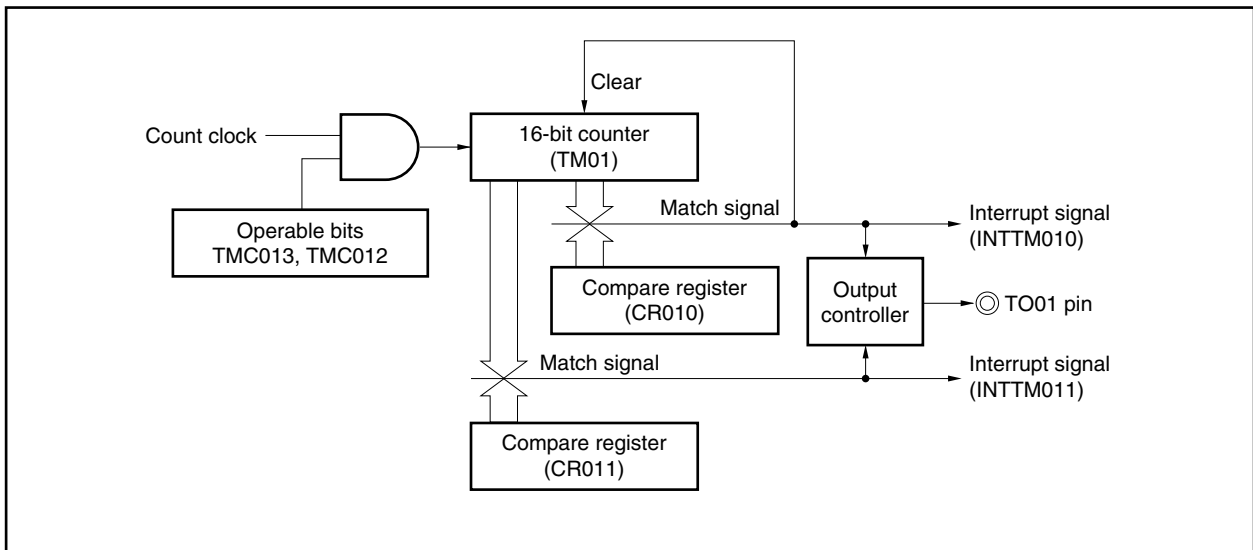 Clear
Count clock
16-bit counter
(TM01)
Operable bits
TMC013, TMC012
Match signal
Interrupt signal
(INTTM010)
Compare register
(CR010)
Output
controller
TO01 pin
Match signal
Interrupt signal
(INTTM011)
Compare register
(CR011)